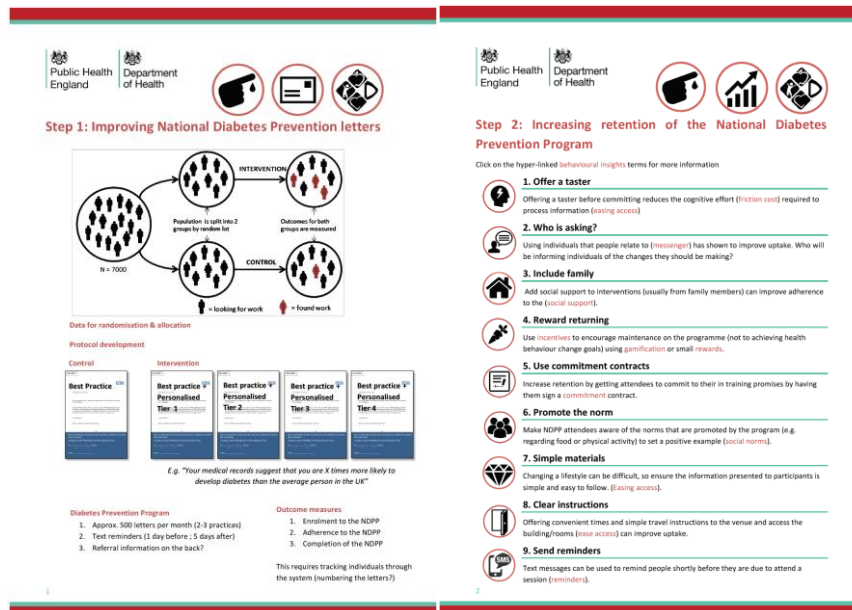 Public Health
England
Department
of Health
Step 1: Improving National Diabetes Prevention letters
INTERVENTION
Population is split into 2
groups by random lot
Outcomes for both
groups are measured
N = 7000
CONTROL
= looking for work
= found work
Data for randomisation & allocation
Protocol development
Control
Intervention
Best Practice
Best practice +
Personalised
Tier 1
Best practice +
Personalised
Tier 2
Best practice +
Personalised
Tier 3
Best practice +
Personalised
Tier 4
E.g. "Your medical records suggest that you are X times more likely to
develop diabetes than the average person in the UK"
Diabetes Prevention Program
1. Approx. 500 letters per month (2-3 practices)
2. Text reminders (1 day before ; 5 days after)
3. Referral information on the back?
Outcome measures
1. Enrolment to the NDPP
2. Adherence to the NDPP
3. Completion of the NDPP
This requires tracking individuals through
the system (numbering the letters?)
1
Public Health
England
Department
of Health
Step 2: Increasing retention of the National Diabetes
Prevention Program
Click on the hyper-linked behavioural insights terms for more information
1. Offer a taster
Offering a taster before committing reduces the cognitive effort (friction cost) required to
process information (easing access)
2. Who is asking?
Using individuals that people relate to (messenger) has shown to improve uptake. Who will
be informing individuals of the changes they should be making?
3. Include family
Add social support to interventions (usually from family members) can improve adherence
to the (social support).
4. Reward returning
Use incentives to encourage maintenance on the programme (not to achieving health
behaviour change goals) using gamification or small rewards.
5. Use commitment contracts
Increase retention by getting attendees to commit to their in training promises by having
them sign a commitment contract.
6. Promote the norm
Make NDPP attendees aware of the norms that are promoted by the program (e.g.
regarding food or physical activity) to set a positive example (social norms).
7. Simple materials
Changing a lifestyle can be difficult, so ensure the information presented to participants is
simple and easy to follow. (Easing access).
8. Clear instructions
Offering convenient times and simple travel instructions to the venue and access the
building/rooms (ease access) can improve uptake.
9. Send reminders
SMS
Text messages can be used to remind people shortly before they are due to attend a
session (reminders).
2